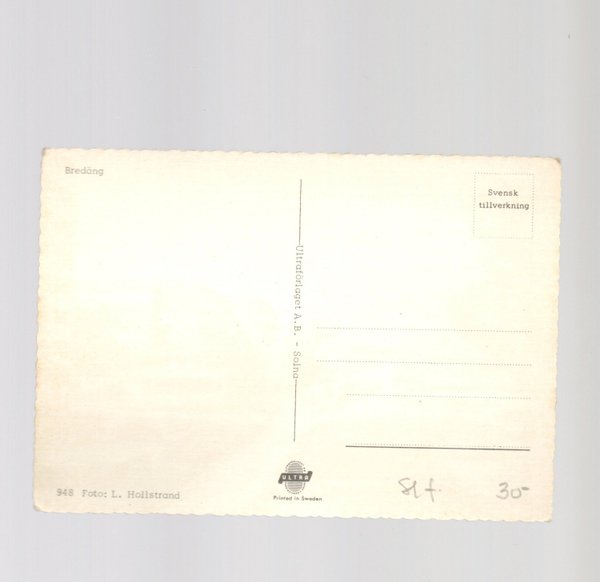 Bredäng
Svensk
tillverkning
Ultraförlaget A.B. - Solna
948 Foto: L. Hollstrand
ULTRA
Printed in Sweden
30-